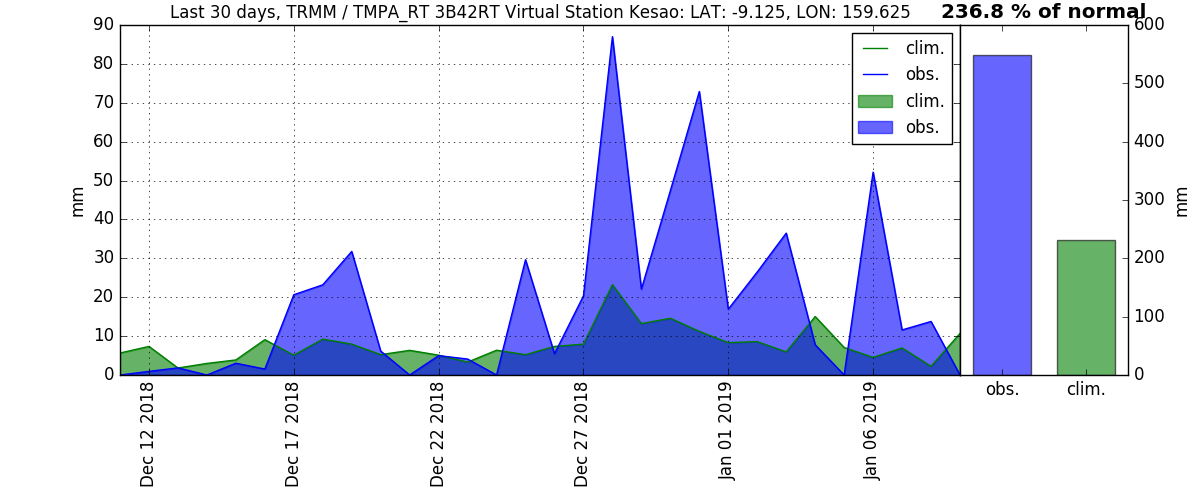 Last 30 days, TRMM / TMPA_RT 3B42RT Virtual Station Kesao: LAT: -9.125, LON: 159.625
236.8 % of normal
90
80
70
60
50
40
30
20
10
0
mm
clim.
obs.
clim.
obs.
600
500
400
300
200
100
0
mm
Dec 12 2018
Dec 17 2018
Dec 22 2018
Dec 27 2018
Jan 01 2019
Jan 06 2019
obs.
clim.